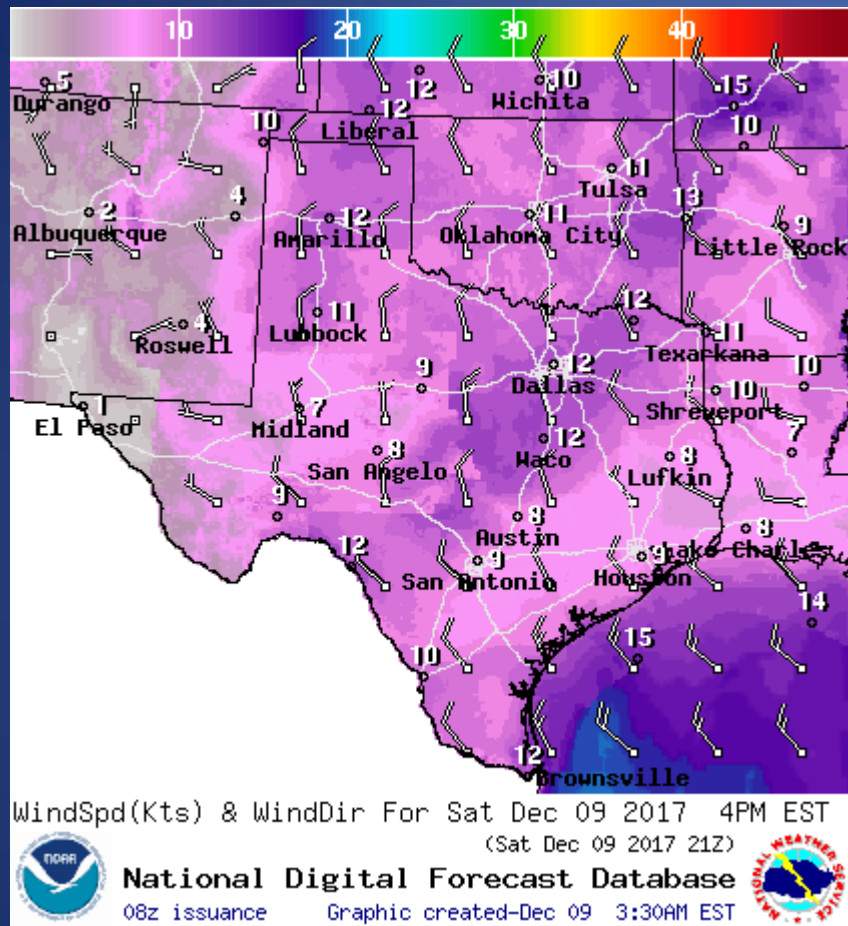 10 20 30 40
5 12 10 15
Durango Wichita
12
Liberal
10 10
11
Tulsa
2 4 12 11 13 9
Albuquerque Amarillo Oklahoma City Little Rock
4 11 12 11
Roswell Lubbock Texarkana
9 12 10
Dallas
1 7 10
El Paso Midland Shreveport
8 12 8 7
San Angelo Waco Lufkin
9 8 8
Austin
12 9 9 Lake Charles
San Antonio Houston
14
10 15
12
Brownsville
WindSpd(Kts) & WindDir For Sat Dec 09 2017 4PM EST
(Sat Dec 09 2017 21Z)
noaa
National Digital Forecast Database
08z issuance Graphic created-Dec 09 3:30AM EST
NATIONAL WEATHER SERVICE